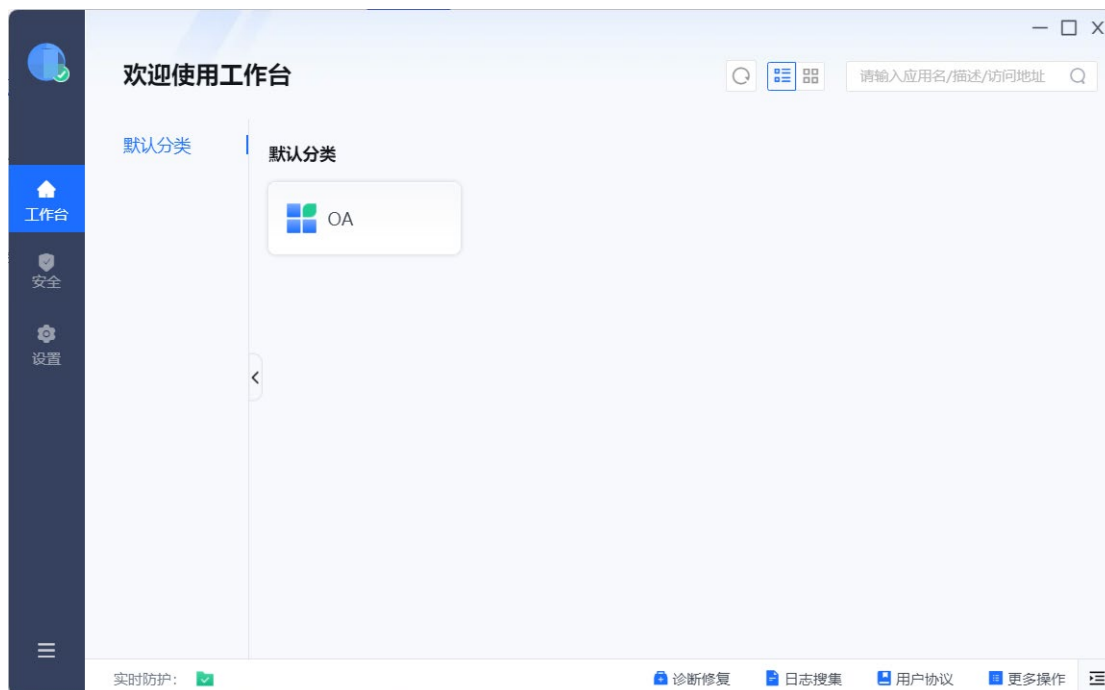 欢迎使用工作台
请输入应用名/描述/访问地址
默认分类
默认分类
OA
工作台
安全
设置
实时防护：
诊断修复
日志搜集
用户协议
更多操作